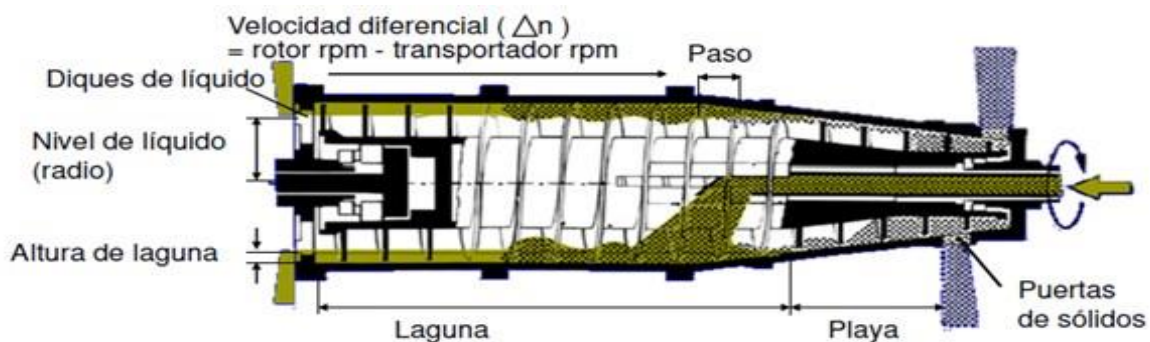 Velocidad diferencial ( △n )
= rotor rpm - transportador rpm
Paso
Diques de líquido
Nivel de líquido
(radio)
Altura de laguna
Laguna
Playa
Puertas
de sólidos